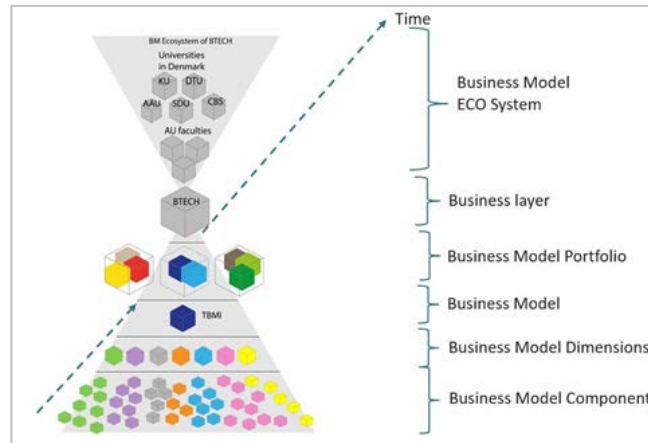 Time
BM Ecosystem of BTECH
Universities
in Denmark
KU DTU
AAU SDU CBS
AU faculties
BTECH
TBMI
Business Model
ECO System
Business layer
Business Model Portfolio
Business Model
Business Model Dimensions
Business Model Component